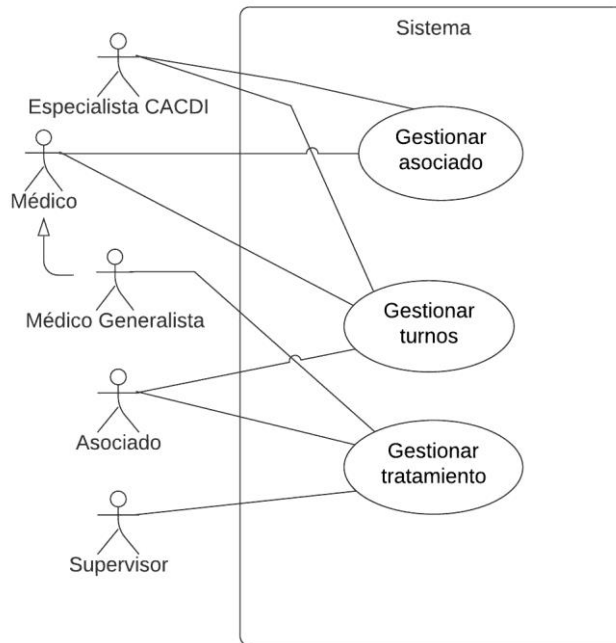 Sistema
Especialista CACDI
Gestionar
asociado
Médico
Médico Generalista
Gestionar
turnos
Asociado
Gestionar
tratamiento
Supervisor